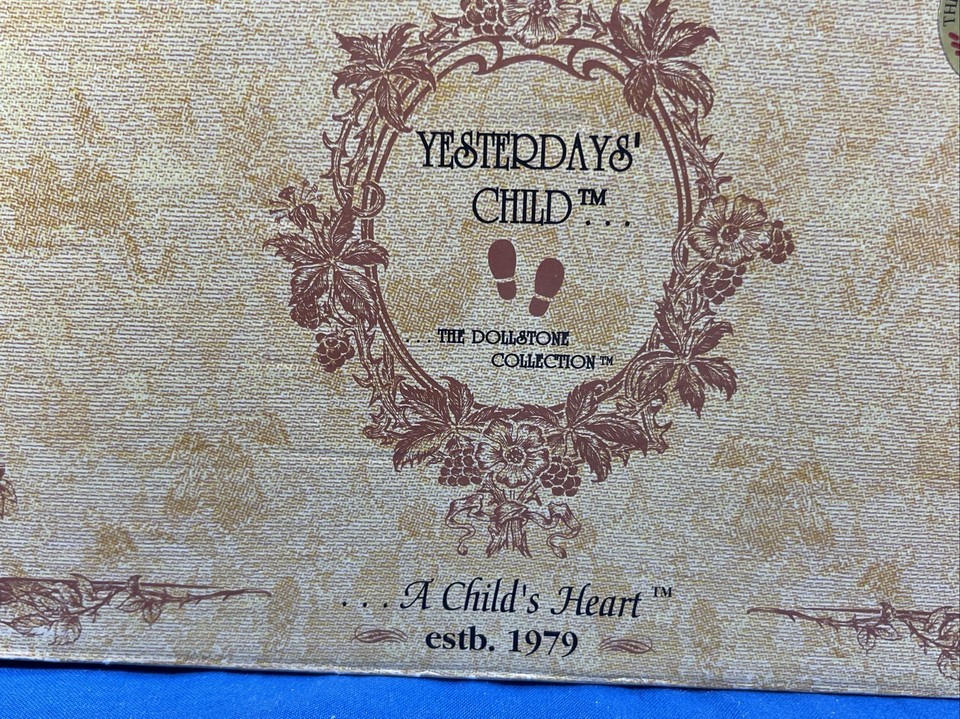 YESTERDAYS'
CHILD™...
...THE DOLLSTONE
COLLECTION™
...A Child's Heart™
estb. 1979